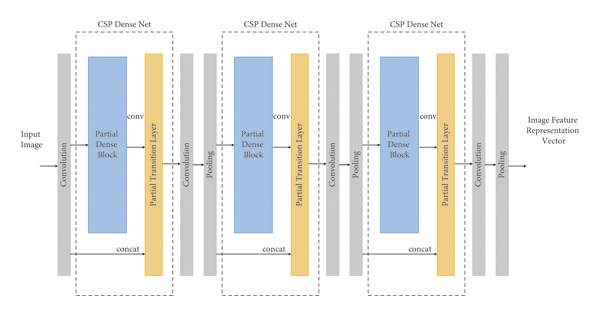 CSP Dense Net
CSP Dense Net
CSP Dense Net
Input
Image
Convolution
Partial
Dense
Block
conv
Partial Transition Layer
concat
Convolution
Pooling
Partial
Dense
Block
conv
Partial Transition Layer
concat
Convolution
Pooling
Partial
Dense
Block
conv
Partial Transition Layer
concat
Convolution
Pooling
Image Feature
Representation
Vector